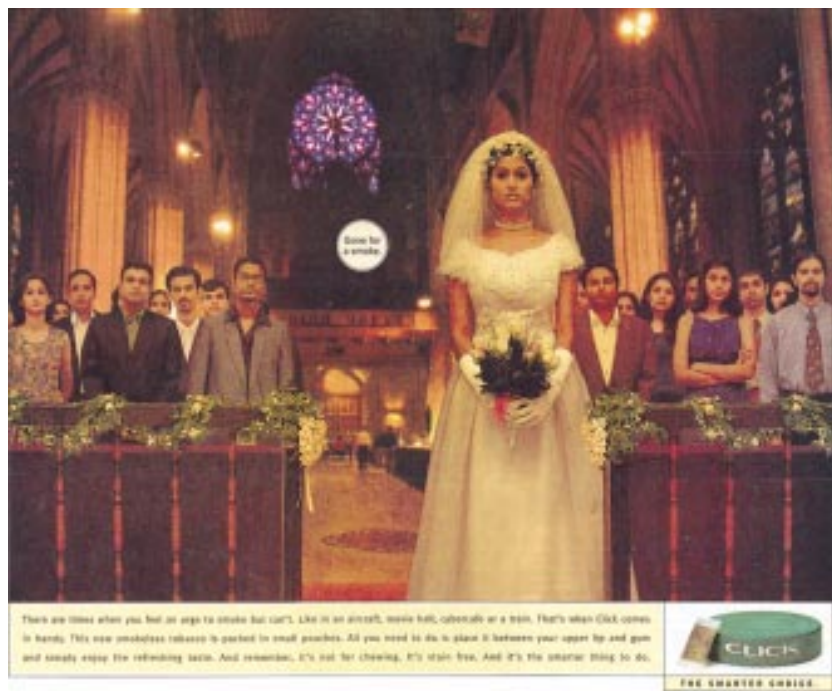 Gone for
a smoke.
There are times when you feel an urge to smoke but can't. Like in an aircraft, movie hall, cybercafe or a train. That's when Click comes
in handy. This new smokeless tobacco is packed in small pouches. All you need to do is place it between your upper lip and gum
and simply enjoy the refreshing taste. And remember, it's not for chewing. It's stain free. And it's the smarter thing to do.
CLICK
THE SMARTER CHOICE.